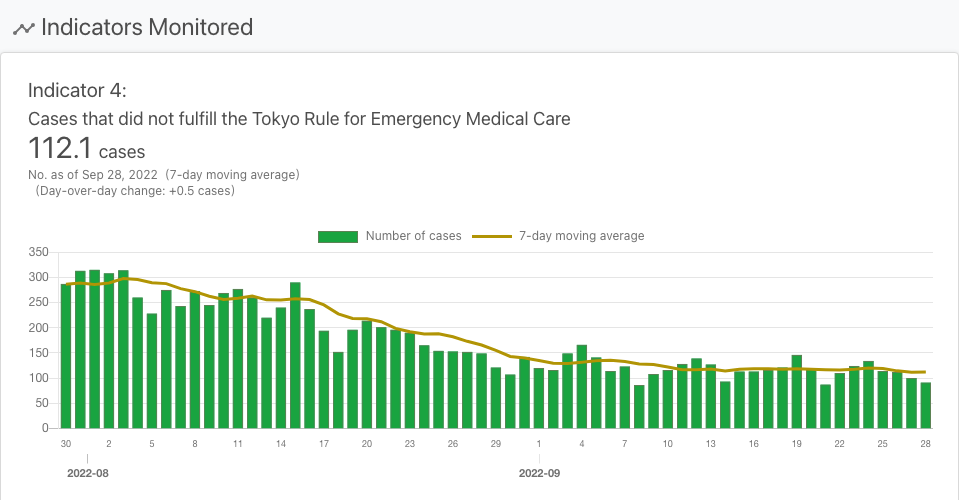 Indicators Monitored
Indicator 4:
Cases that did not fulfill the Tokyo Rule for Emergency Medical Care
112.1 cases
No. as of Sep 28, 2022 (7-day moving average)
(Day-over-day change: +0.5 cases)
Number of cases 7-day moving average
350
300
250
200
150
100
50
0
30 2 5 8 11 14 17 20 23 26 29 1 4 7 10 13 16 19 22 25 28
2022-08 2022-09